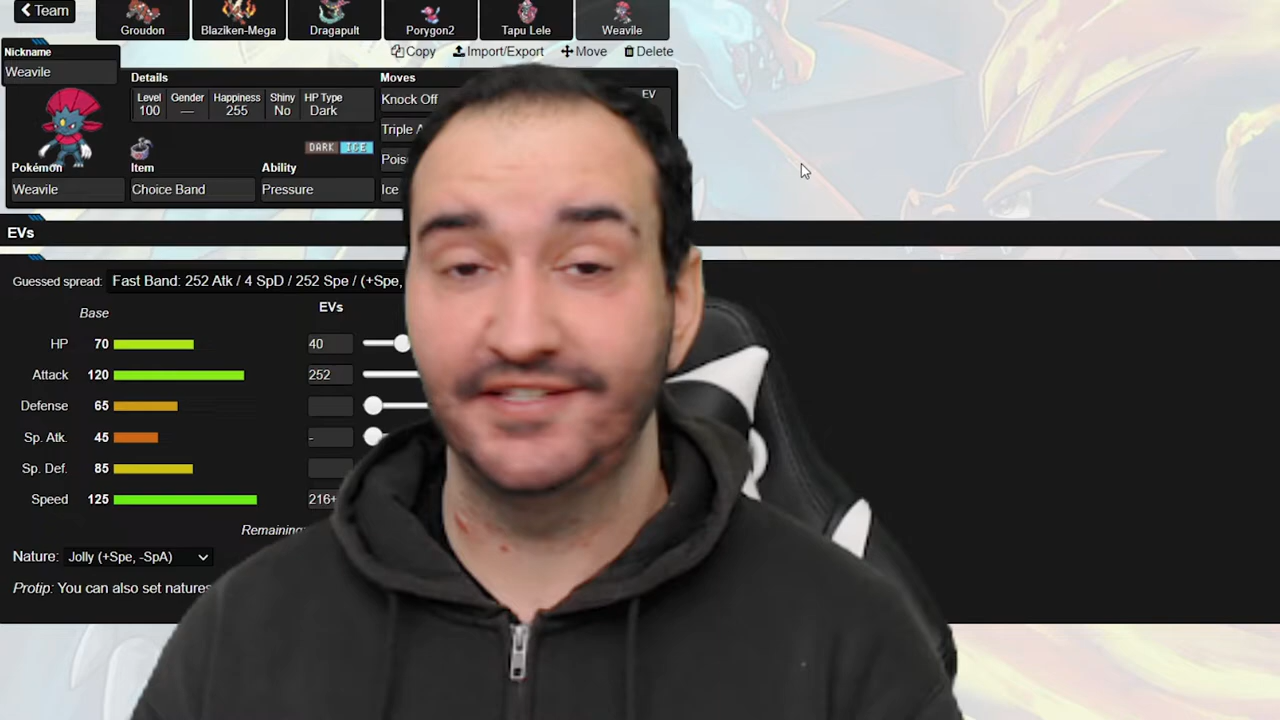 Team
Groudon
Blaziken-Mega
Dragapult
Porygon2
Tapu Lele
Weavile
Copy
Import/Export
Move
Delete
Nickname
Weavile
Details
Moves
Level
Gender
Happiness
Shiny
HP Type
100
—
255
No
Dark
Knock Off
EV
Triple
DARK
ICE
Pokémon
Item
Ability
Weavile
Choice Band
Pressure
Ice
EVs
Guessed spread: Fast Band: 252 Atk / 4 SpD / 252 Spe / (+Spe,
Base
EVs
HP 70 40
Attack 120 252
Defense 65
Sp. Atk. 45 -
Sp. Def. 85
Speed 125 216+
Remaining:
Nature: Jolly (+Spe, -SpA)
Protip: You can also set natures